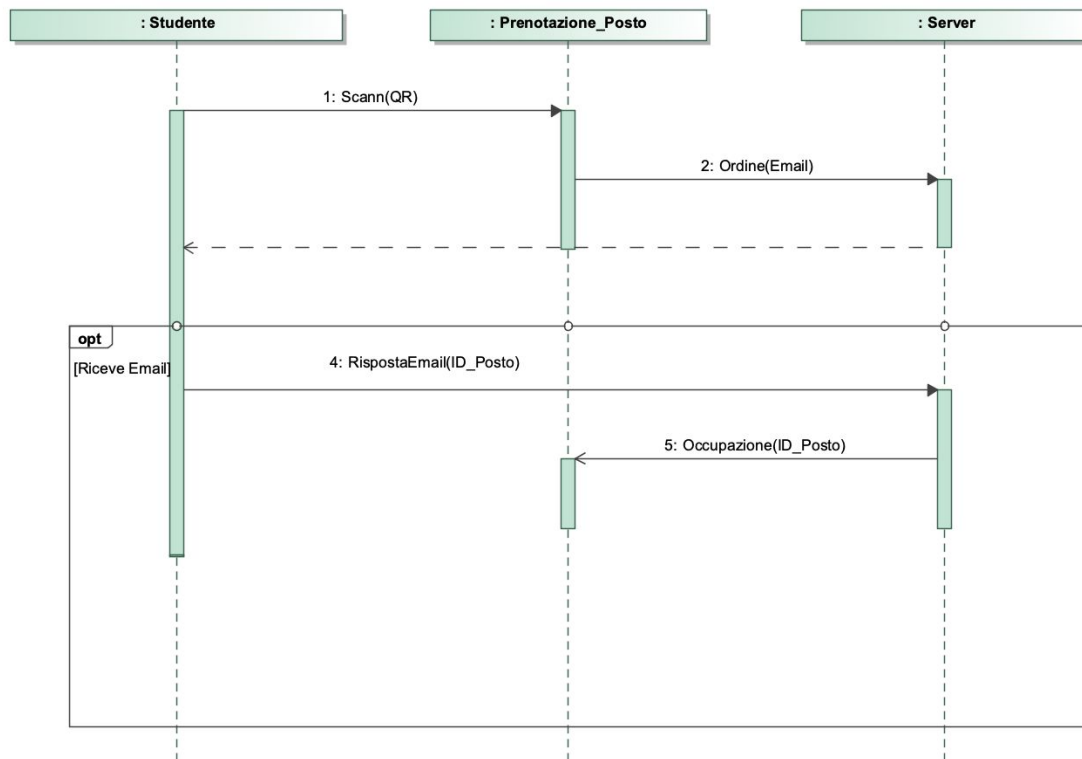 : Studente
: Prenotazione_Posto
: Server
1: Scann(QR)
2: Ordine(Email)
opt
[Riceve Email]
4: RispostaEmail(ID_Posto)
5: Occupazione(ID_Posto)